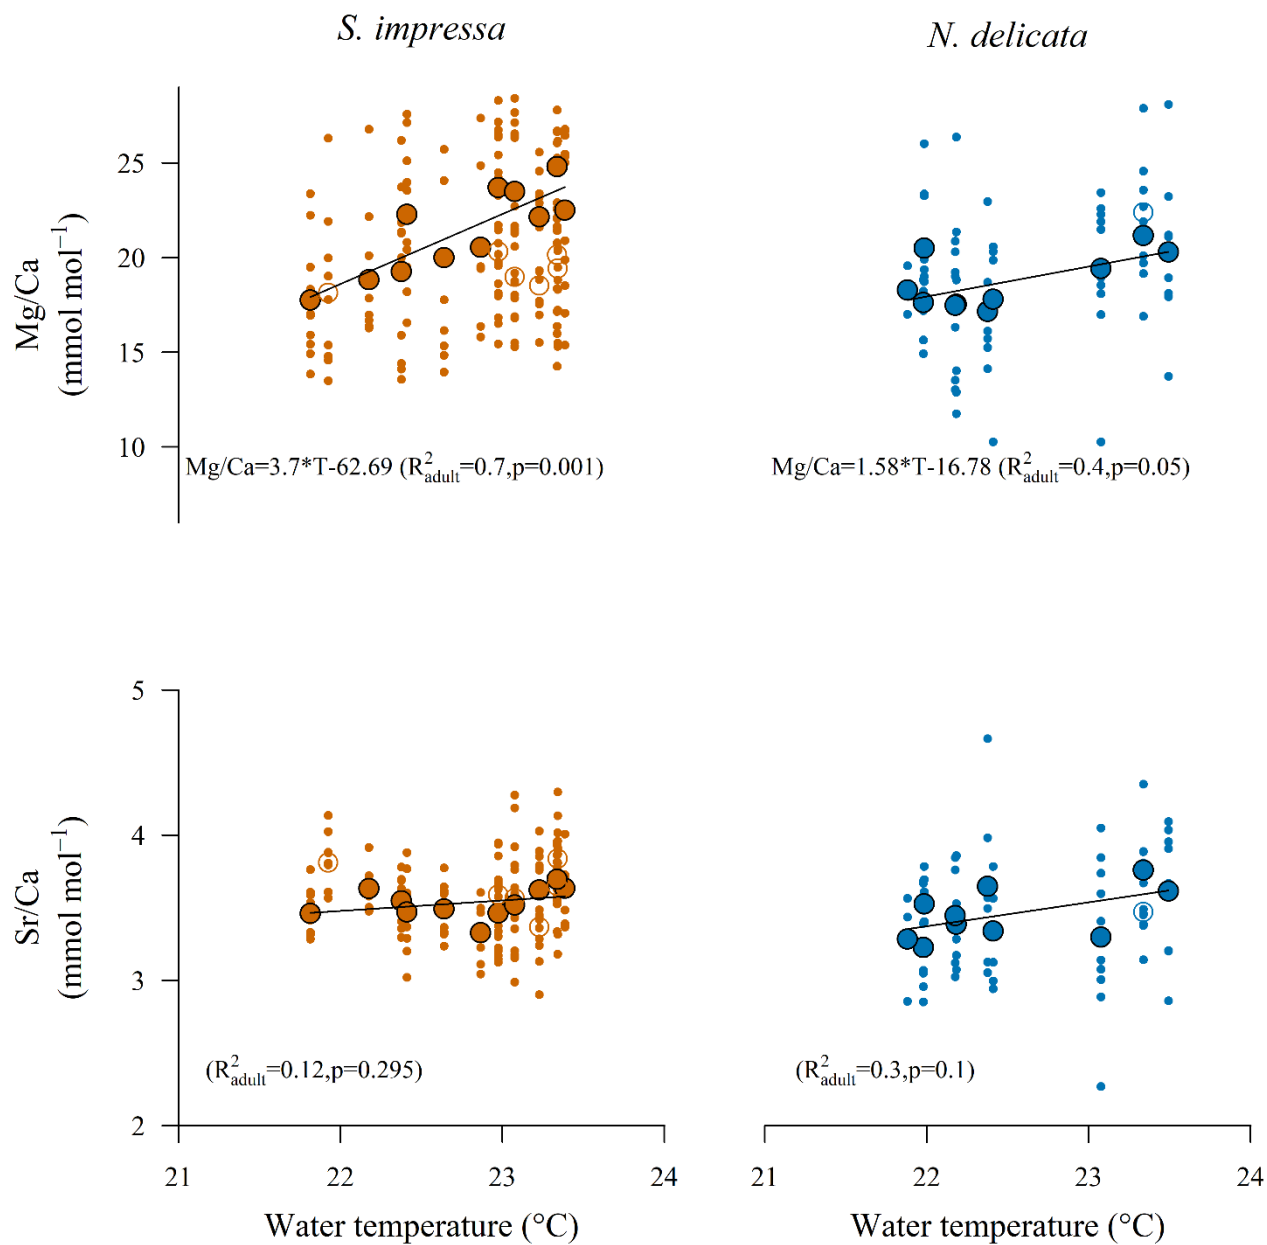 S. impressa
N. delicata
Mg/Ca
(mmol mol⁻¹)
25
20
15
10
Mg/Ca=3.7*T-62.69 (R²adult=0.7,p=0.001)
Mg/Ca=1.58*T-16.78 (R²adult=0.4,p=0.05)
Sr/Ca
(mmol mol⁻¹)
5
4
3
2
(R²adult=0.12,p=0.295)
(R²adult=0.3,p=0.1)
21 22 23 24
21 22 23 24
Water temperature (°C)
Water temperature (°C)